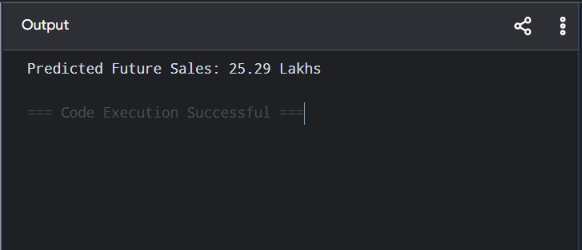 Output
Predicted Future Sales: 25.29 Lakhs
=== Code Execution Successful ===